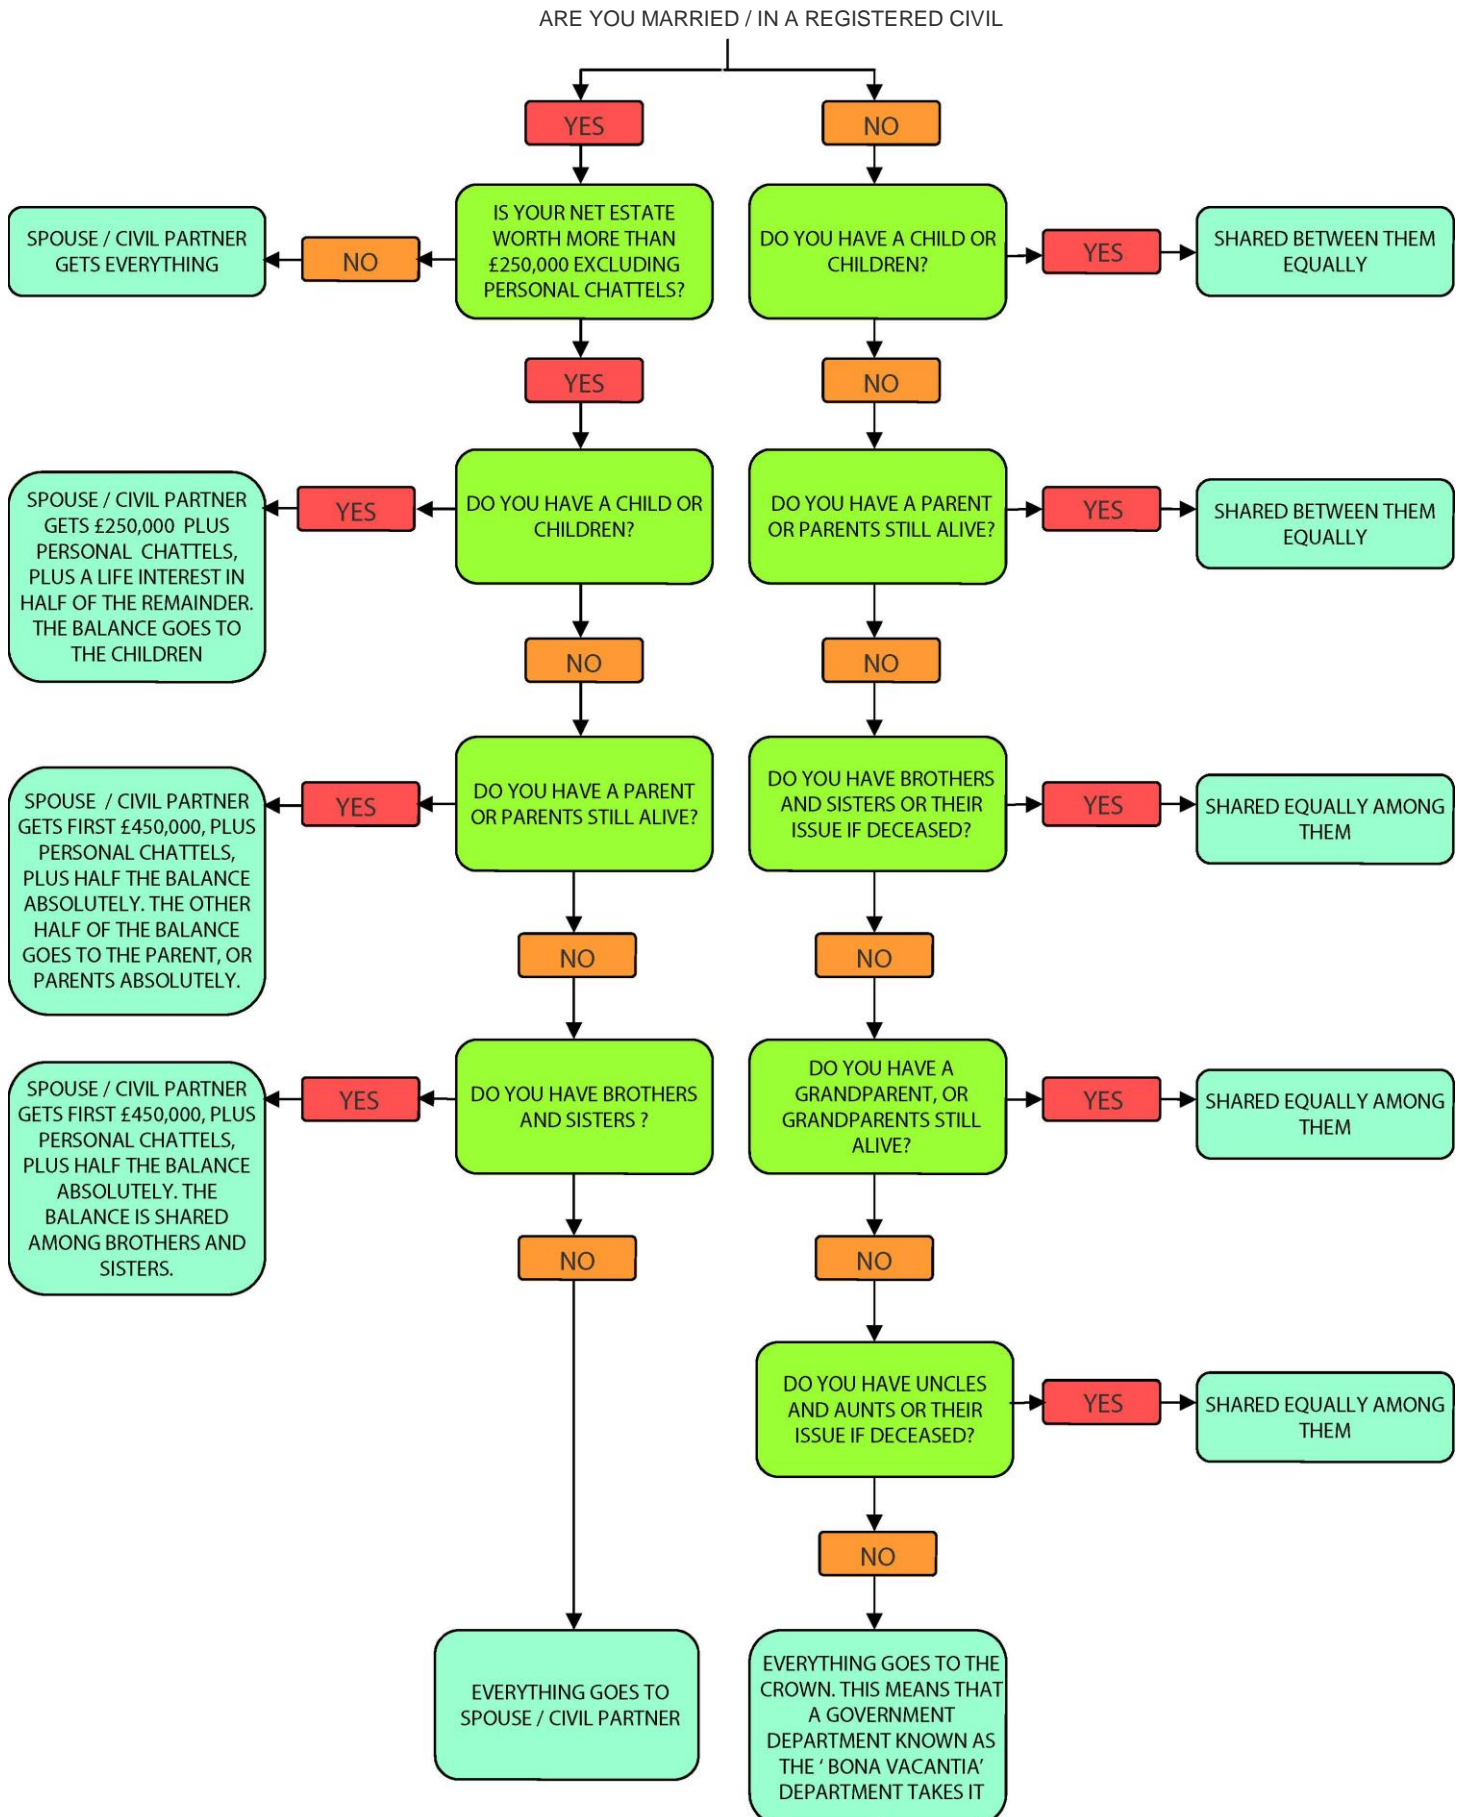 ARE YOU MARRIED / IN A REGISTERED CIVIL
YES
NO
SPOUSE / CIVIL PARTNER
GETS EVERYTHING
NO
IS YOUR NET ESTATE
WORTH MORE THAN
£250,000 EXCLUDING
PERSONAL CHATTELS?
DO YOU HAVE A CHILD OR
CHILDREN?
YES
SHARED BETWEEN THEM
EQUALLY
YES
NO
SPOUSE / CIVIL PARTNER
GETS £250,000 PLUS
PERSONAL CHATTELS,
PLUS A LIFE INTEREST IN
HALF OF THE REMAINDER.
THE BALANCE GOES TO
THE CHILDREN
YES
DO YOU HAVE A CHILD OR
CHILDREN?
DO YOU HAVE A PARENT
OR PARENTS STILL ALIVE?
YES
SHARED BETWEEN THEM
EQUALLY
NO
NO
SPOUSE / CIVIL PARTNER
GETS FIRST £450,000, PLUS
PERSONAL CHATTELS,
PLUS HALF THE BALANCE
ABSOLUTELY. THE OTHER
HALF OF THE BALANCE
GOES TO THE PARENT, OR
PARENTS ABSOLUTELY.
YES
DO YOU HAVE A PARENT
OR PARENTS STILL ALIVE?
DO YOU HAVE BROTHERS
AND SISTERS OR THEIR
ISSUE IF DECEASED?
YES
SHARED EQUALLY AMONG
THEM
NO
NO
SPOUSE / CIVIL PARTNER
GETS FIRST £450,000, PLUS
PERSONAL CHATTELS,
PLUS HALF THE BALANCE
ABSOLUTELY. THE
BALANCE IS SHARED
AMONG BROTHERS AND
SISTERS.
YES
DO YOU HAVE BROTHERS
AND SISTERS ?
DO YOU HAVE A
GRANDPARENT, OR
GRANDPARENTS STILL
ALIVE?
YES
SHARED EQUALLY AMONG
THEM
NO
NO
DO YOU HAVE UNCLES
AND AUNTS OR THEIR
ISSUE IF DECEASED?
YES
SHARED EQUALLY AMONG
THEM
NO
EVERYTHING GOES TO
SPOUSE / CIVIL PARTNER
EVERYTHING GOES TO THE
CROWN. THIS MEANS THAT
A GOVERNMENT
DEPARTMENT KNOWN AS
THE ‘ BONA VACANTIA’
DEPARTMENT TAKES IT